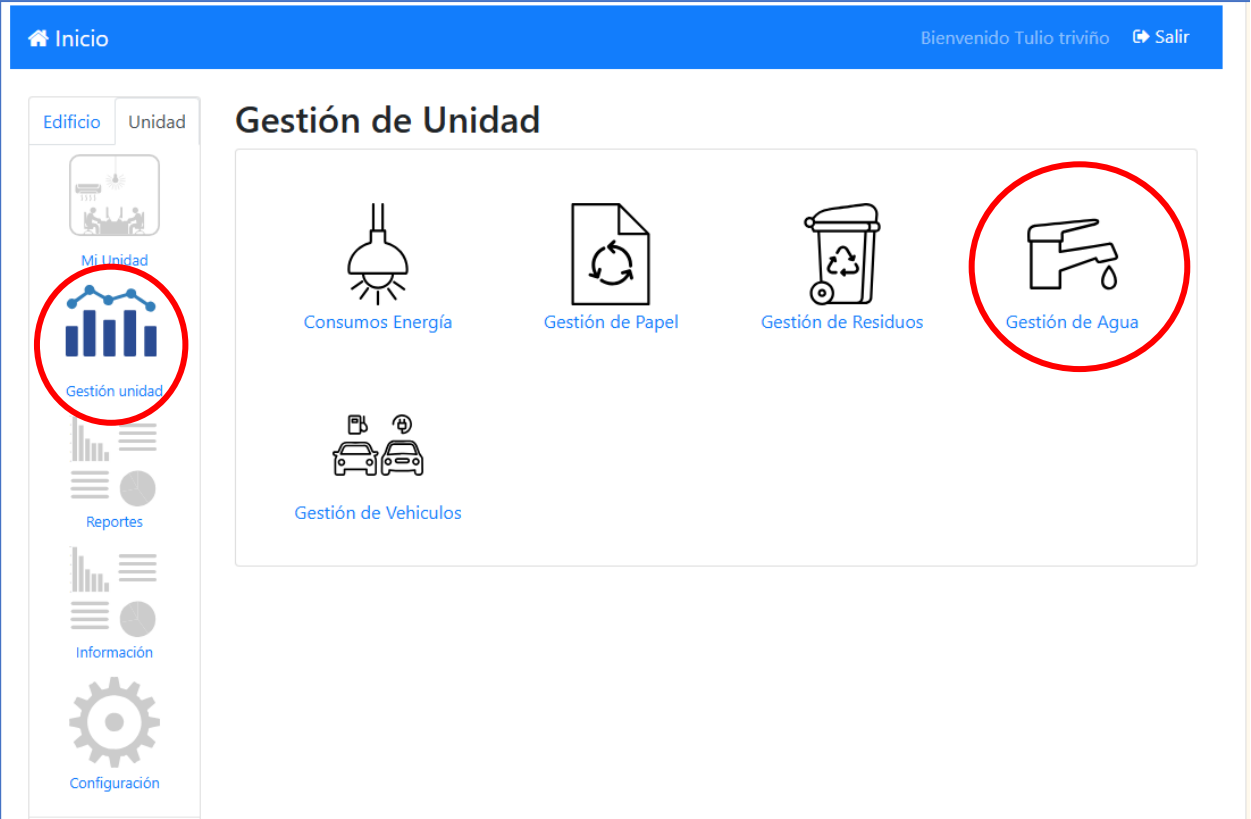 Inicio
Bienvenido Tulio triviño
Salir
Edificio
Unidad
Mi Unidad
Gestión unidad
Reportes
Información
Configuración
Gestión de Unidad
Consumos Energía
Gestión de Papel
Gestión de Residuos
Gestión de Agua
Gestión de Vehiculos